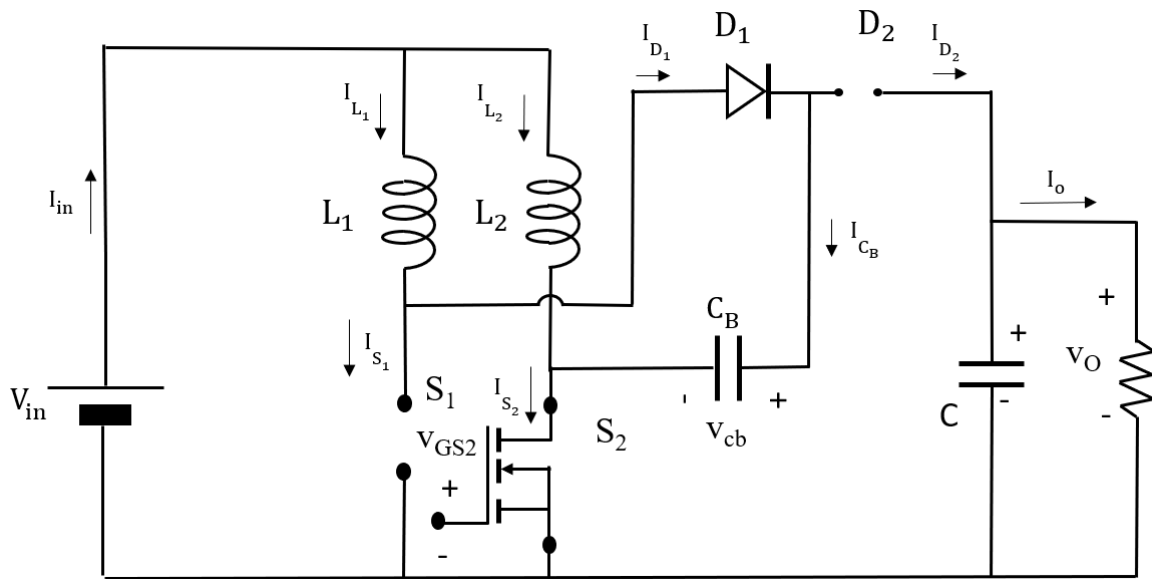 D₁
D₂
I_D₁
I_D₂
I_L₁
I_L₂
I_in
L₁
L₂
I_o
I_C_B
C_B
+
I_S₁
I_S₂
+
V_in
S₁
v_GS2
S₂
-
+
v_cb
v_O
C
-
-
+
-